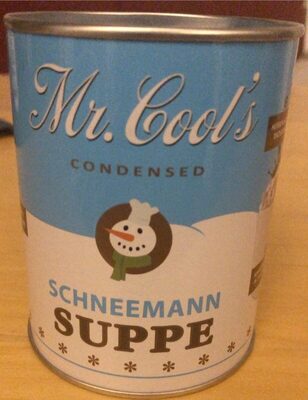 Mr. Cool's
CONDENSED
SCHNEEMANN
SUPPE